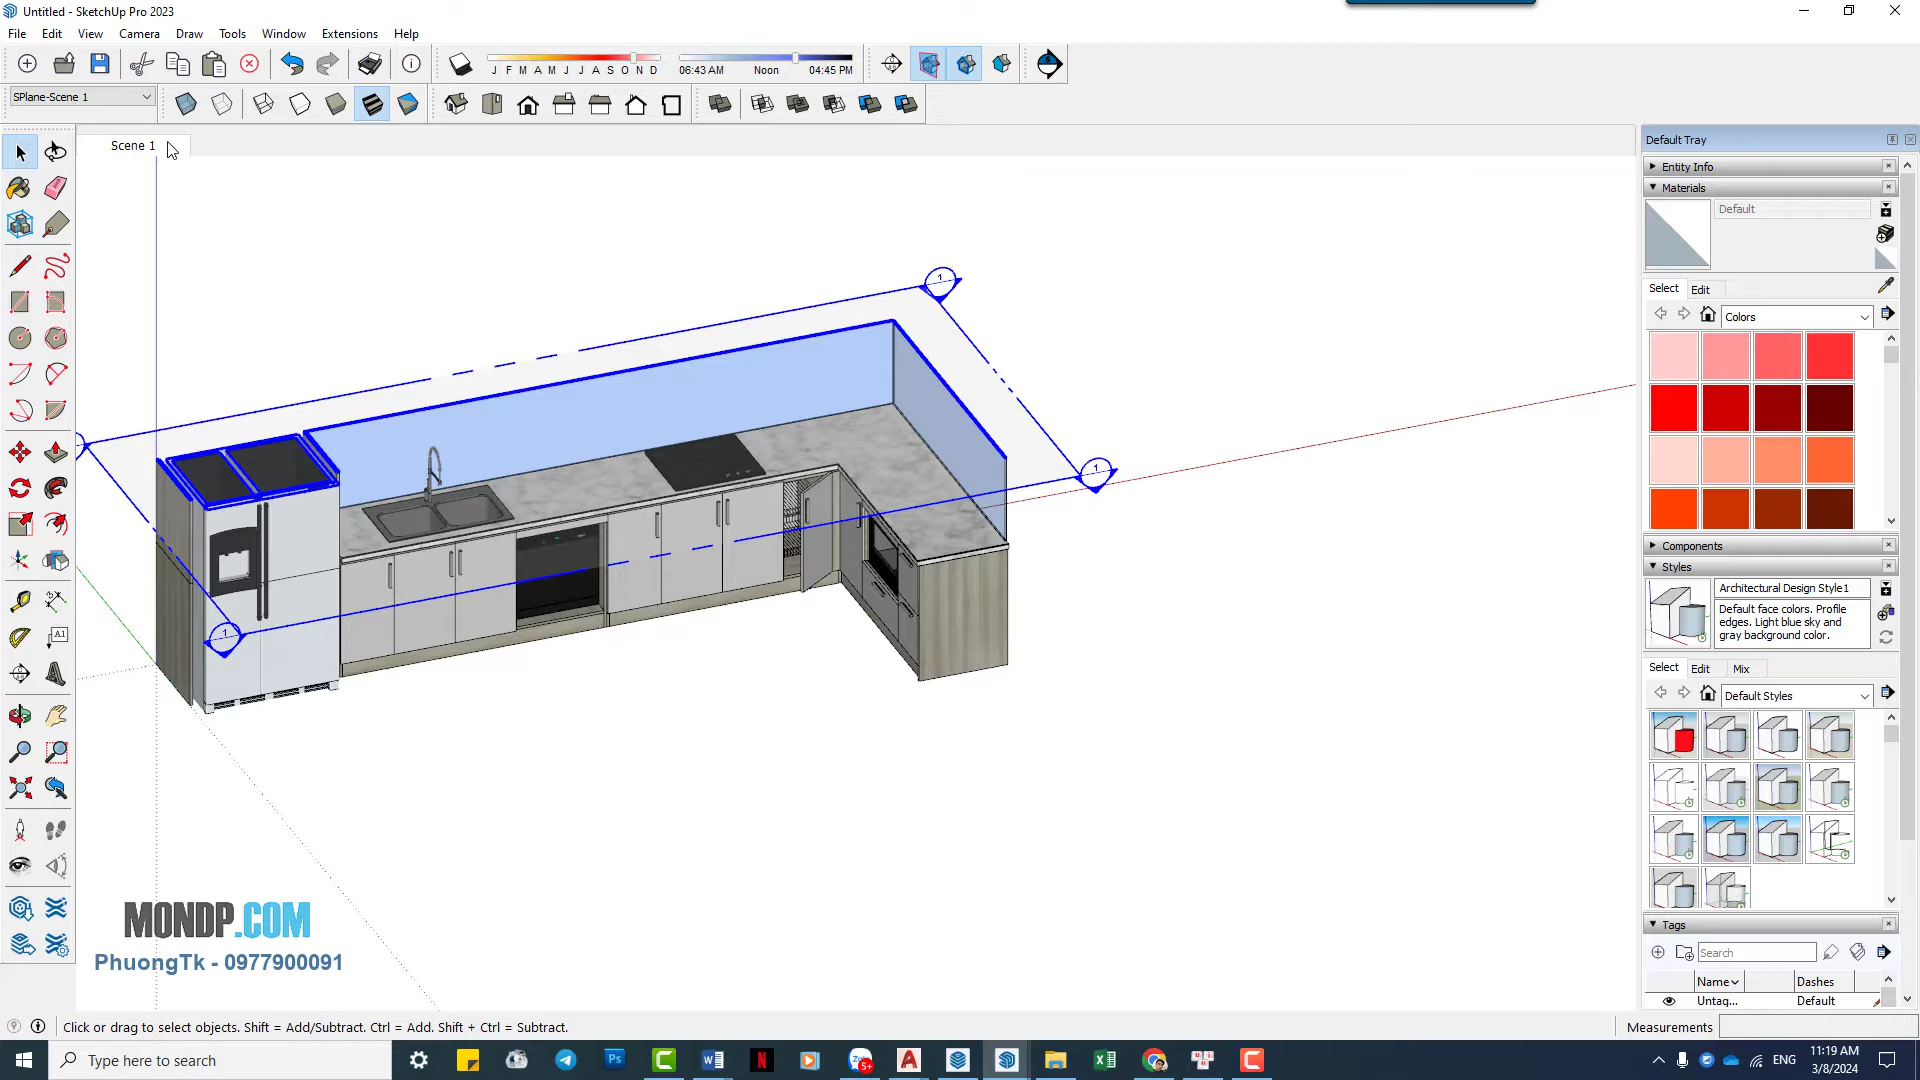 Untitled - SketchUp Pro 2023
File Edit View Camera Draw Tools Window Extensions Help
J F M A M J J A S O N D
06:43 AM Noon 04:45 PM
SPlane-Scene 1
Scene 1
Default Tray
Entity Info
Materials
Default
Select Edit
Colors
Components
Styles
Architectural Design Style1
Default face colors. Profile
edges. Light blue sky and
gray background color.
Select Edit Mix
Default Styles
Tags
Search
Name Dashes
Untag... Default
1
1
1
A1
MONDP.COM
PhuongTk - 0977900091
Click or drag to select objects. Shift = Add/Subtract. Ctrl = Add. Shift + Ctrl = Subtract.
Measurements
Type here to search
ENG
11:19 AM
3/8/2024